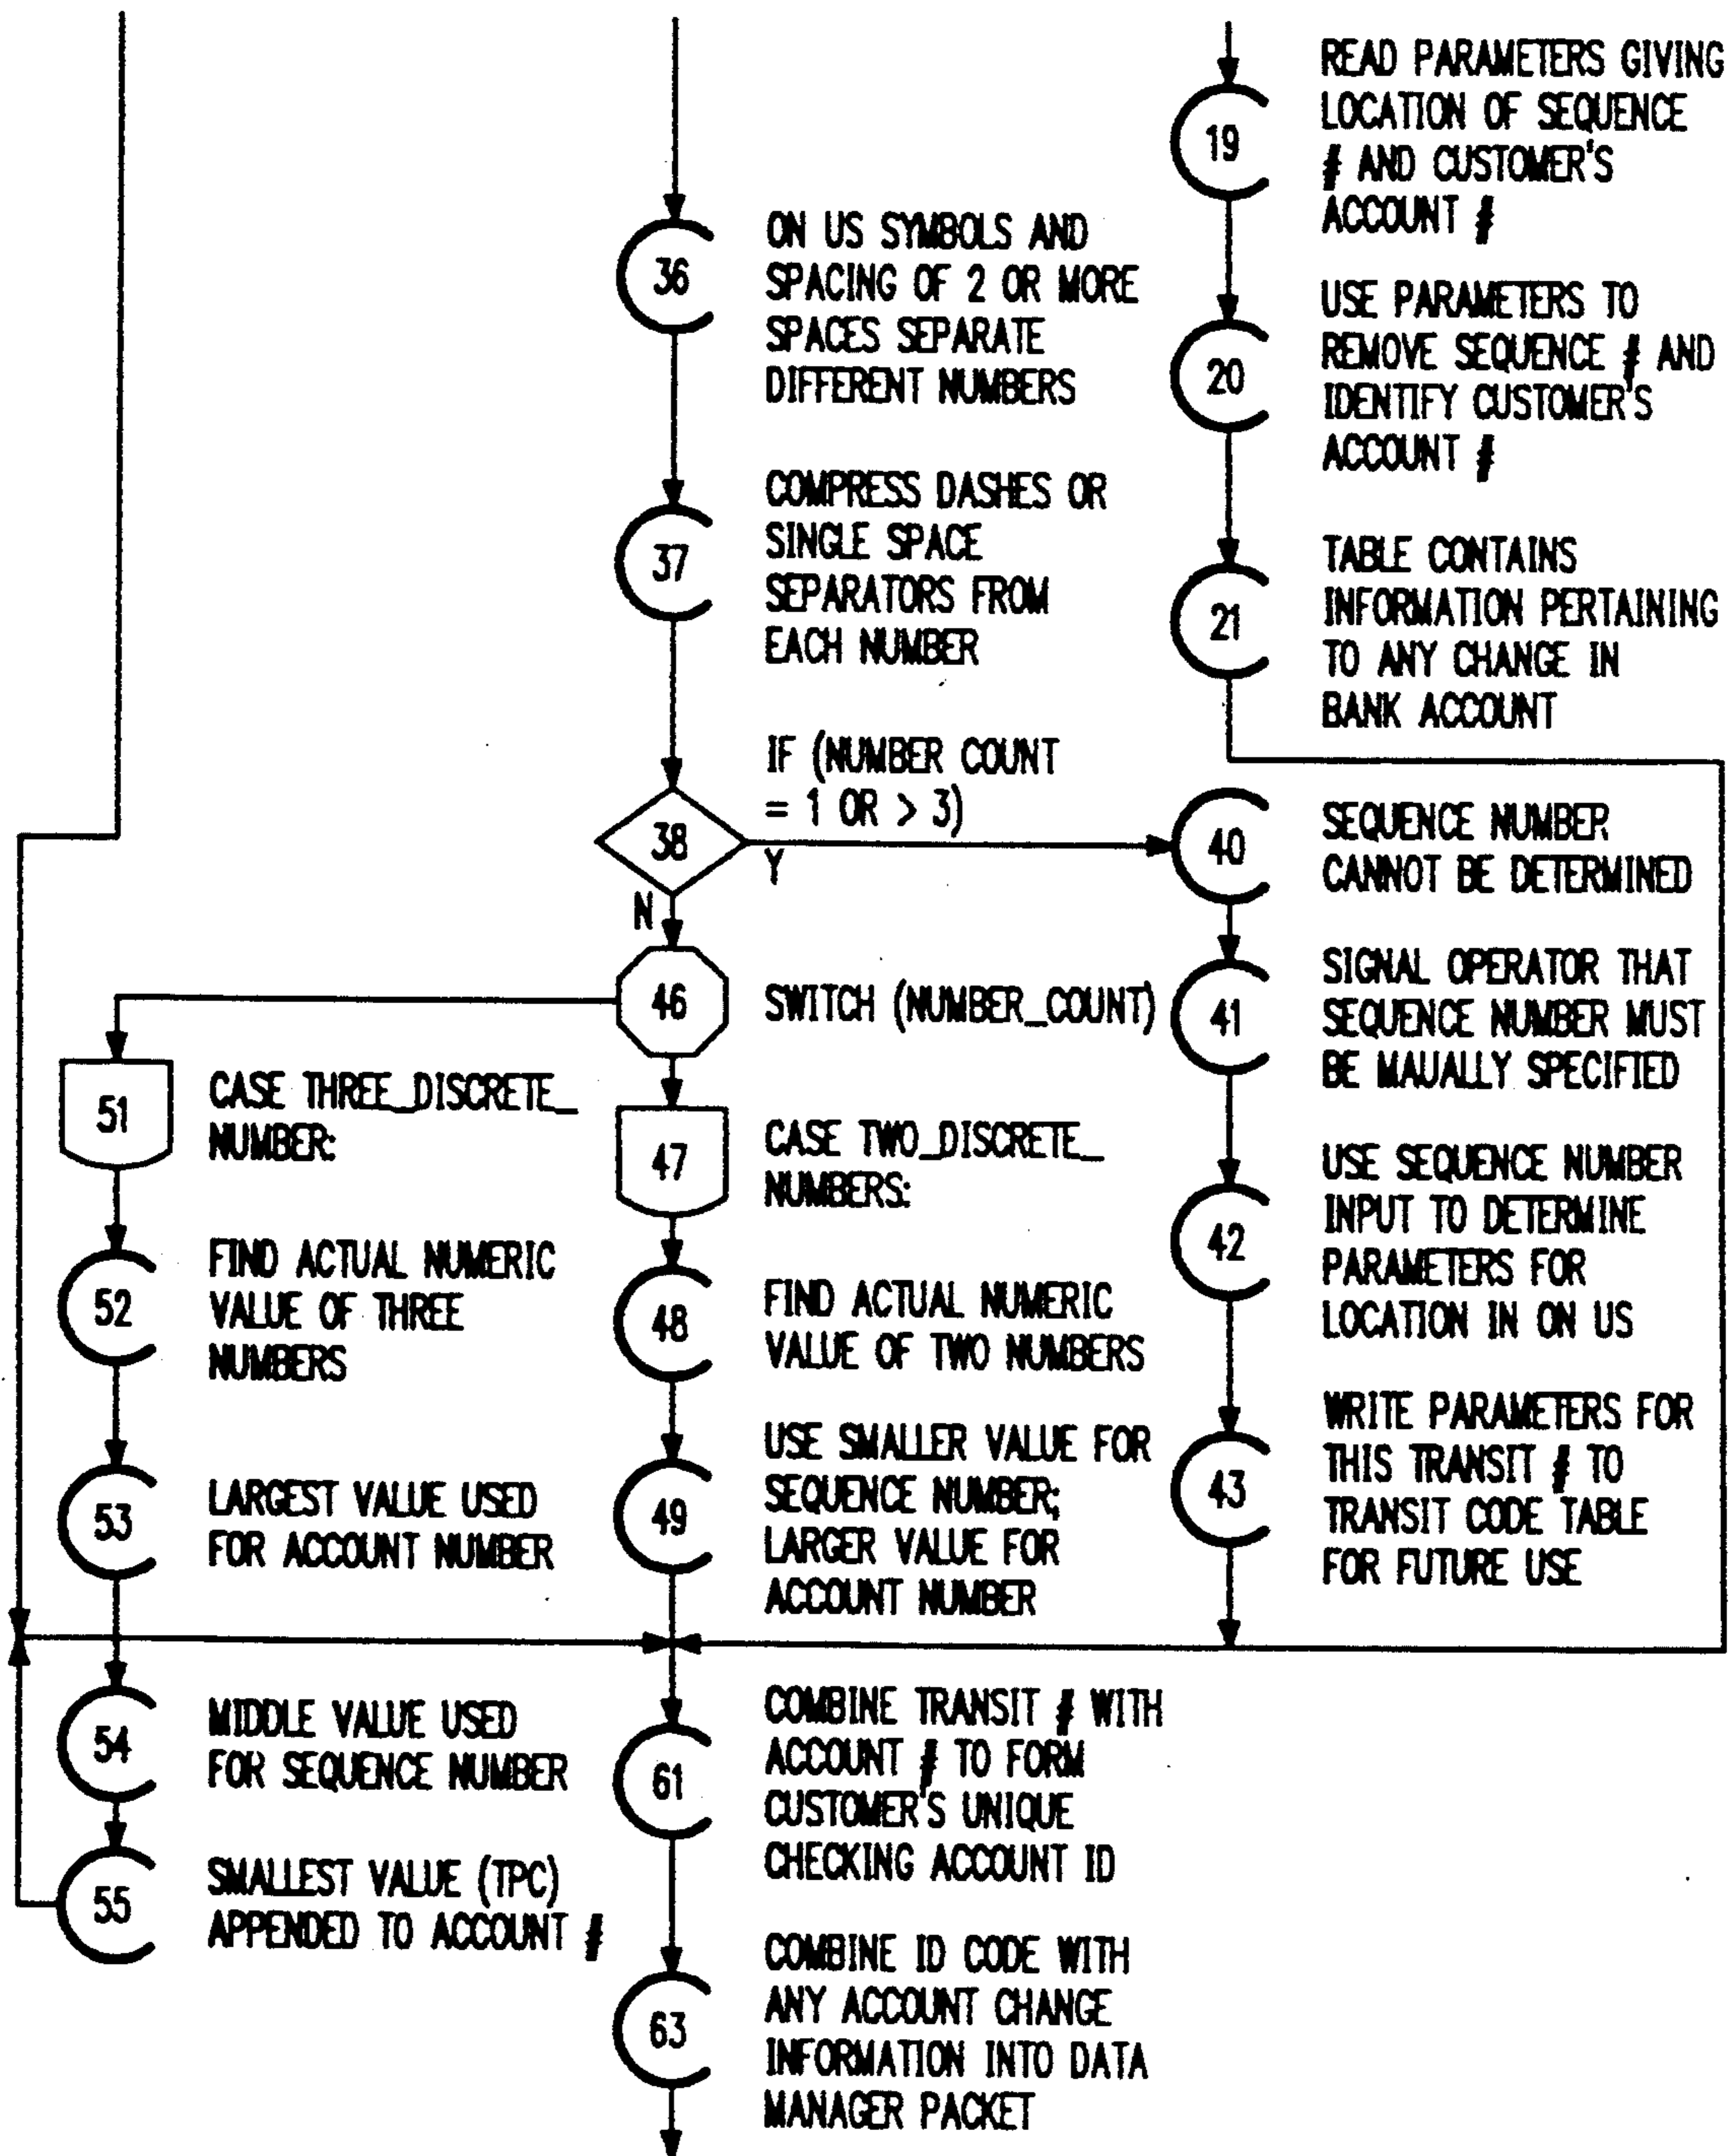 19
READ PARAMETERS GIVING
LOCATION OF SEQUENCE
# AND CUSTOMER'S
ACCOUNT #
36
ON US SYMBOLS AND
SPACING OF 2 OR MORE
SPACES SEPARATE
DIFFERENT NUMBERS
20
USE PARAMETERS TO
REMOVE SEQUENCE # AND
IDENTIFY CUSTOMER'S
ACCOUNT #
37
COMPRESS DASHES OR
SINGLE SPACE
SEPARATORS FROM
EACH NUMBER
21
TABLE CONTAINS
INFORMATION PERTAINING
TO ANY CHANGE IN
BANK ACCOUNT
38
IF (NUMBER COUNT
= 1 OR > 3)
Y
N
40
SEQUENCE NUMBER
CANNOT BE DETERMINED
46
SWITCH (NUMBER_COUNT)
41
SIGNAL OPERATOR THAT
SEQUENCE NUMBER MUST
BE MAUALLY SPECIFIED
51
CASE THREE_DISCRETE_
NUMBER:
47
CASE TWO_DISCRETE_
NUMBERS:
42
USE SEQUENCE NUMBER
INPUT TO DETERMINE
PARAMETERS FOR
LOCATION IN ON US
52
FIND ACTUAL NUMERIC
VALUE OF THREE
NUMBERS
48
FIND ACTUAL NUMERIC
VALUE OF TWO NUMBERS
43
WRITE PARAMETERS FOR
THIS TRANSIT # TO
TRANSIT CODE TABLE
FOR FUTURE USE
53
LARGEST VALUE USED
FOR ACCOUNT NUMBER
49
USE SMALLER VALUE FOR
SEQUENCE NUMBER;
LARGER VALUE FOR
ACCOUNT NUMBER
54
MIDDLE VALUE USED
FOR SEQUENCE NUMBER
61
COMBINE TRANSIT # WITH
ACCOUNT # TO FORM
CUSTOMER'S UNIQUE
CHECKING ACCOUNT ID
55
SMALLEST VALUE (TPC)
APPENDED TO ACCOUNT #
63
COMBINE ID CODE WITH
ANY ACCOUNT CHANGE
INFORMATION INTO DATA
MANAGER PACKET